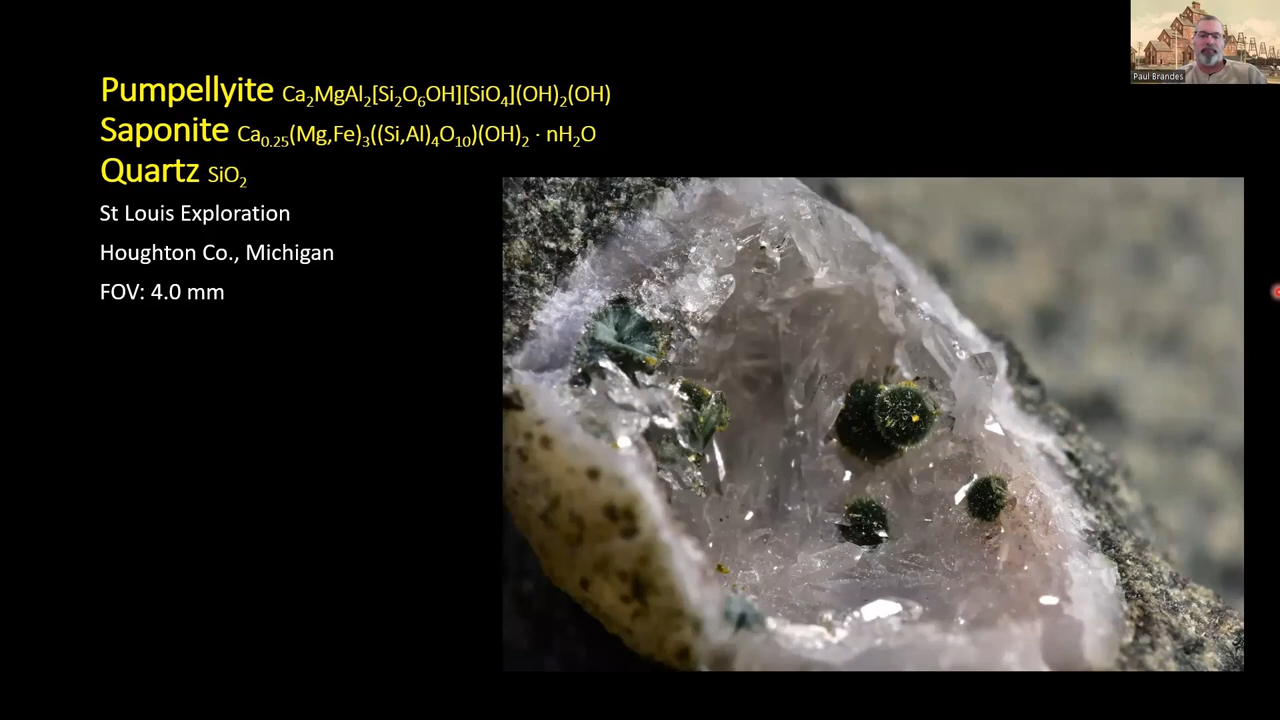 Pumpellyite Ca₂MgAl₂[Si₂O₆OH][SiO₄](OH)₂(OH)
Saponite Ca₀.₂₅(Mg,Fe)₃((Si,Al)₄O₁₀)(OH)₂ · nH₂O
Quartz SiO₂
St Louis Exploration
Houghton Co., Michigan
FOV: 4.0 mm
Paul Brandes